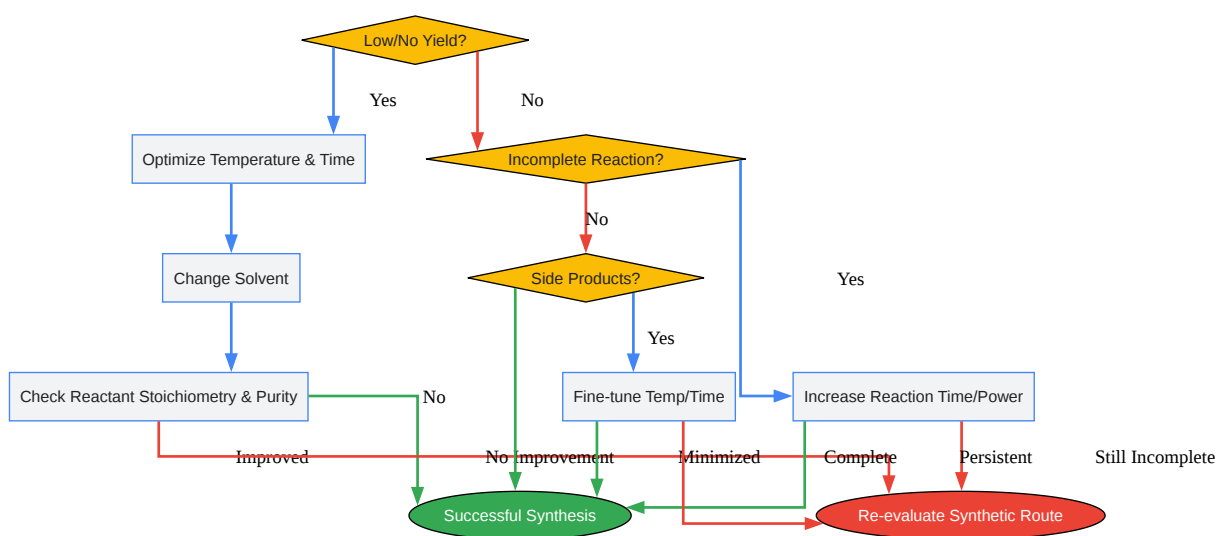 Low/No Yield?
Yes
No
Optimize Temperature & Time
Incomplete Reaction?
No
Change Solvent
Side Products?
Yes
Yes
Check Reactant Stoichiometry & Purity
No
Fine-tune Temp/Time
Increase Reaction Time/Power
Improved
No Improvement
Minimized
Complete
Persistent
Still Incomplete
Successful Synthesis
Re-evaluate Synthetic Route